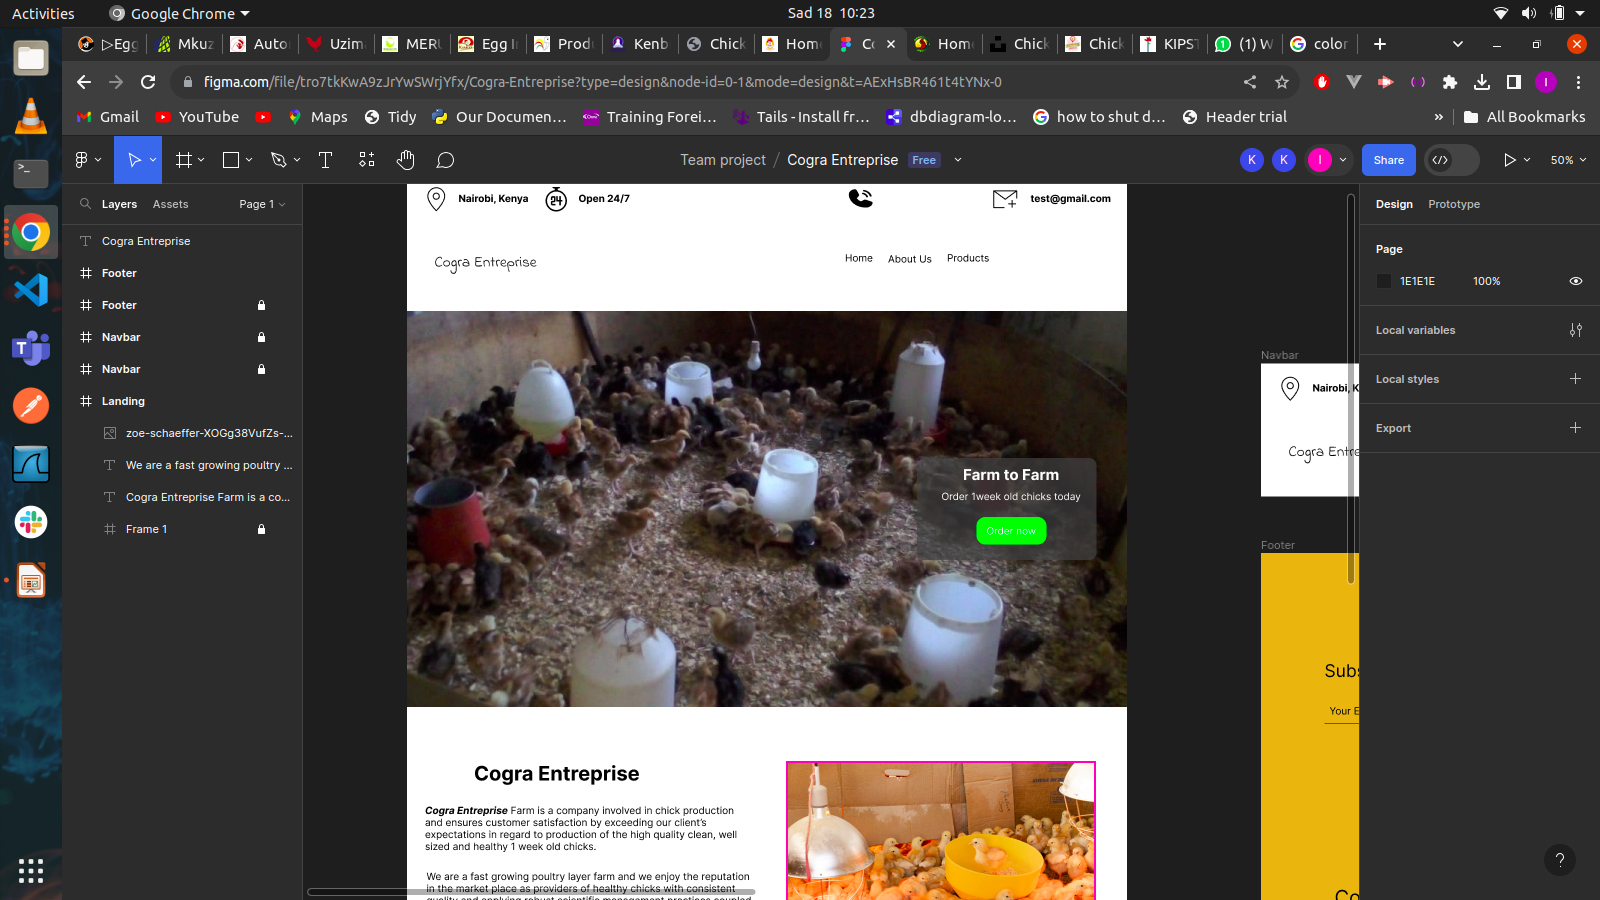 Activities
Google Chrome
Sad 18 10:23
▷Egg
Mkuz
Auto
Uzim
MERU
Egg I
Produ
Kenb
Chick
Home
Co
Home
Chick
Chick
KIPST
(1) W
color
figma.com/file/tro7tkKwA9zJrYwSWrjYfx/Cogra-Entreprise?type=design&node-id=0-1&mode=design&t=AExHsBR461t4tYNx-0
Gmail
YouTube
Maps
Tidy
Our Documen...
Training Forei...
Tails - Install fr...
dbdiagram-lo...
how to shut d...
Header trial
»
All Bookmarks
Team project / Cogra Entreprise Free
K
K
I
Share
50%
Layers
Assets
Page 1
Cogra Entreprise
Footer
Footer
Navbar
Navbar
Landing
zoe-schaeffer-XOGg38VufZs-...
We are a fast growing poultry ...
Cogra Entreprise Farm is a co...
Frame 1
Nairobi, Kenya
24
Open 24/7
test@gmail.com
Cogra Entreprise
Home
About Us
Products
Farm to Farm
Order 1week old chicks today
Order now
Cogra Entreprise
Cogra Entreprise Farm is a company involved in chick production
and ensures customer satisfaction by exceeding our client's
expectations in regard to production of the high quality clean, well
sized and healthy 1 week old chicks.
We are a fast growing poultry layer farm and we enjoy the reputation
in the market place as providers of healthy chicks with consistent
quality and applying robust scientific management practices coupled
Navbar
Nairobi, K
Cogra Entre
Footer
Subs
Your E
Co
Design
Prototype
Page
1E1E1E
100%
Local variables
Local styles
Export
?